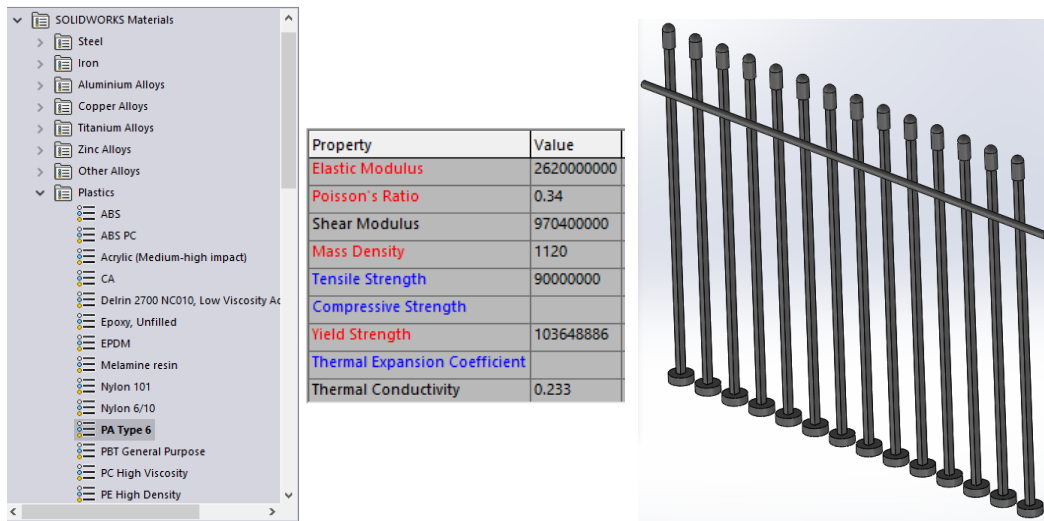 SOLIDWORKS Materials
Steel
Iron
Aluminium Alloys
Copper Alloys
Titanium Alloys
Zinc Alloys
Other Alloys
Plastics
ABS
ABS PC
Acrylic (Medium-high impact)
CA
Delrin 2700 NC010, Low Viscosity Ac
Epoxy, Unfilled
EPDM
Melamine resin
Nylon 101
Nylon 6/10
PA Type 6
PBT General Purpose
PC High Viscosity
PE High Density
Property Value
Elastic Modulus 2620000000
Poisson's Ratio 0.34
Shear Modulus 970400000
Mass Density 1120
Tensile Strength 90000000
Compressive Strength
Yield Strength 103648886
Thermal Expansion Coefficient
Thermal Conductivity 0.233